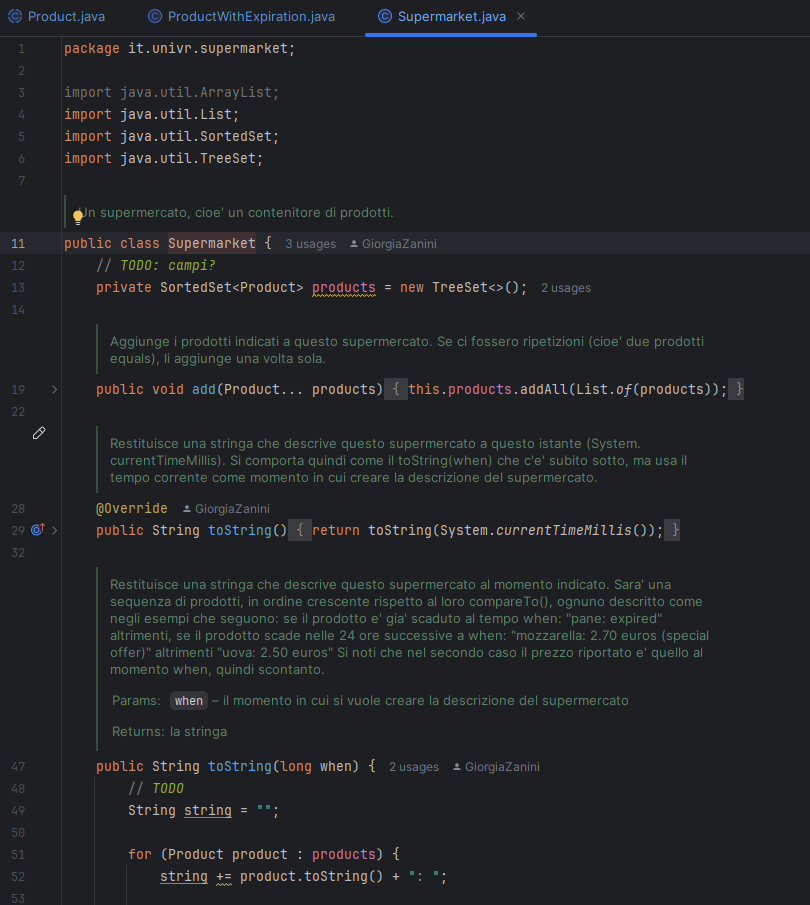 Product.java ProductWithExpiration.java Supermarket.java ×
1 package it.univr.supermarket;
2
3 import java.util.ArrayList;
4 import java.util.List;
5 import java.util.SortedSet;
6 import java.util.TreeSet;
7
Un supermercato, cioe' un contenitore di prodotti.
11 public class Supermarket { 3 usages GiorgiaZanini
12 // TODO: campi?
13 private SortedSet<Product> products = new TreeSet<>(); 2 usages
14
Aggiunge i prodotti indicati a questo supermercato. Se ci fossero ripetizioni (cioe' due prodotti
equals), li aggiunge una volta sola.
19 public void add(Product... products) { this.products.addAll(List.of(products)); }
22
Restituisce una stringa che descrive questo supermercato a questo istante (System.
currentTimeMillis). Si comporta quindi come il toString(when) che c'e' subito sotto, ma usa il
tempo corrente come momento in cui creare la descrizione del supermercato.
28 @Override GiorgiaZanini
29 public String toString() { return toString(System.currentTimeMillis()); }
32
Restituisce una stringa che descrive questo supermercato al momento indicato. Sara' una
sequenza di prodotti, in ordine crescente rispetto al loro compareTo(), ognuno descritto come
negli esempi che seguono: se il prodotto e' gia' scaduto al tempo when: "pane: expired"
altrimenti, se il prodotto scade nelle 24 ore successive a when: "mozzarella: 2.70 euros (special
offer)" altrimenti "uova: 2.50 euros" Si noti che nel secondo caso il prezzo riportato e' quello al
momento when, quindi scontanto.
Params: when – il momento in cui si vuole creare la descrizione del supermercato
Returns: la stringa
47 public String toString(long when) { 2 usages GiorgiaZanini
48 // TODO
49 String string = "";
50
51 for (Product product : products) {
52 string += product.toString() + ": ";
53